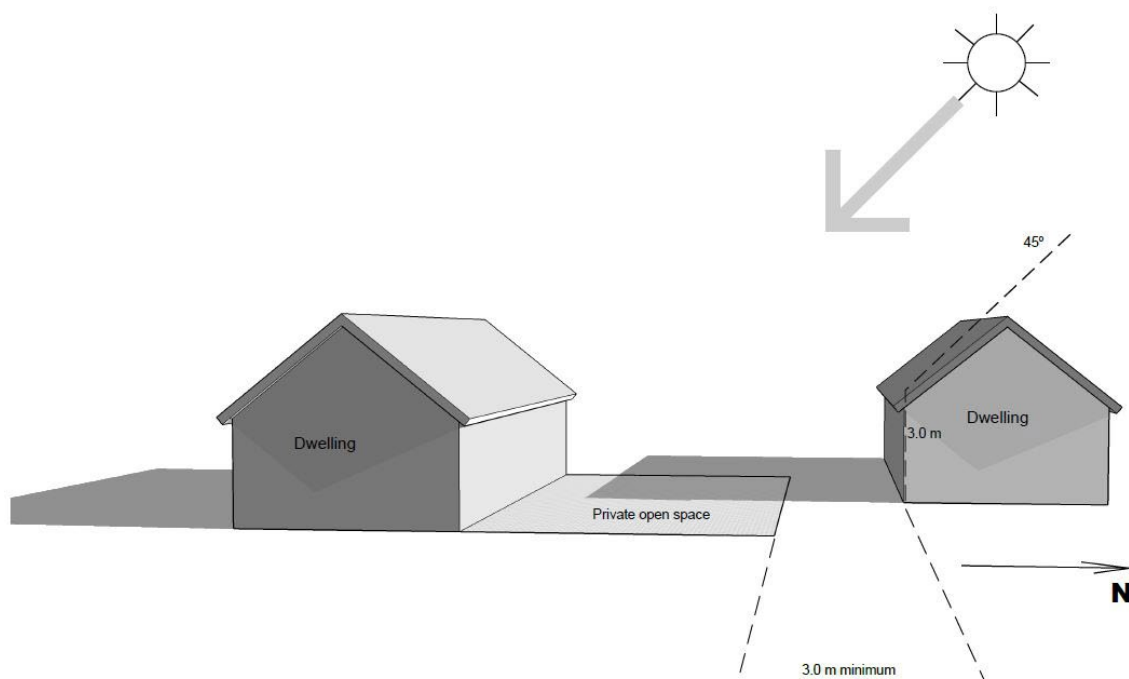 45º
Dwelling
3.0 m
Dwelling
Private open space
N
3.0 m minimum